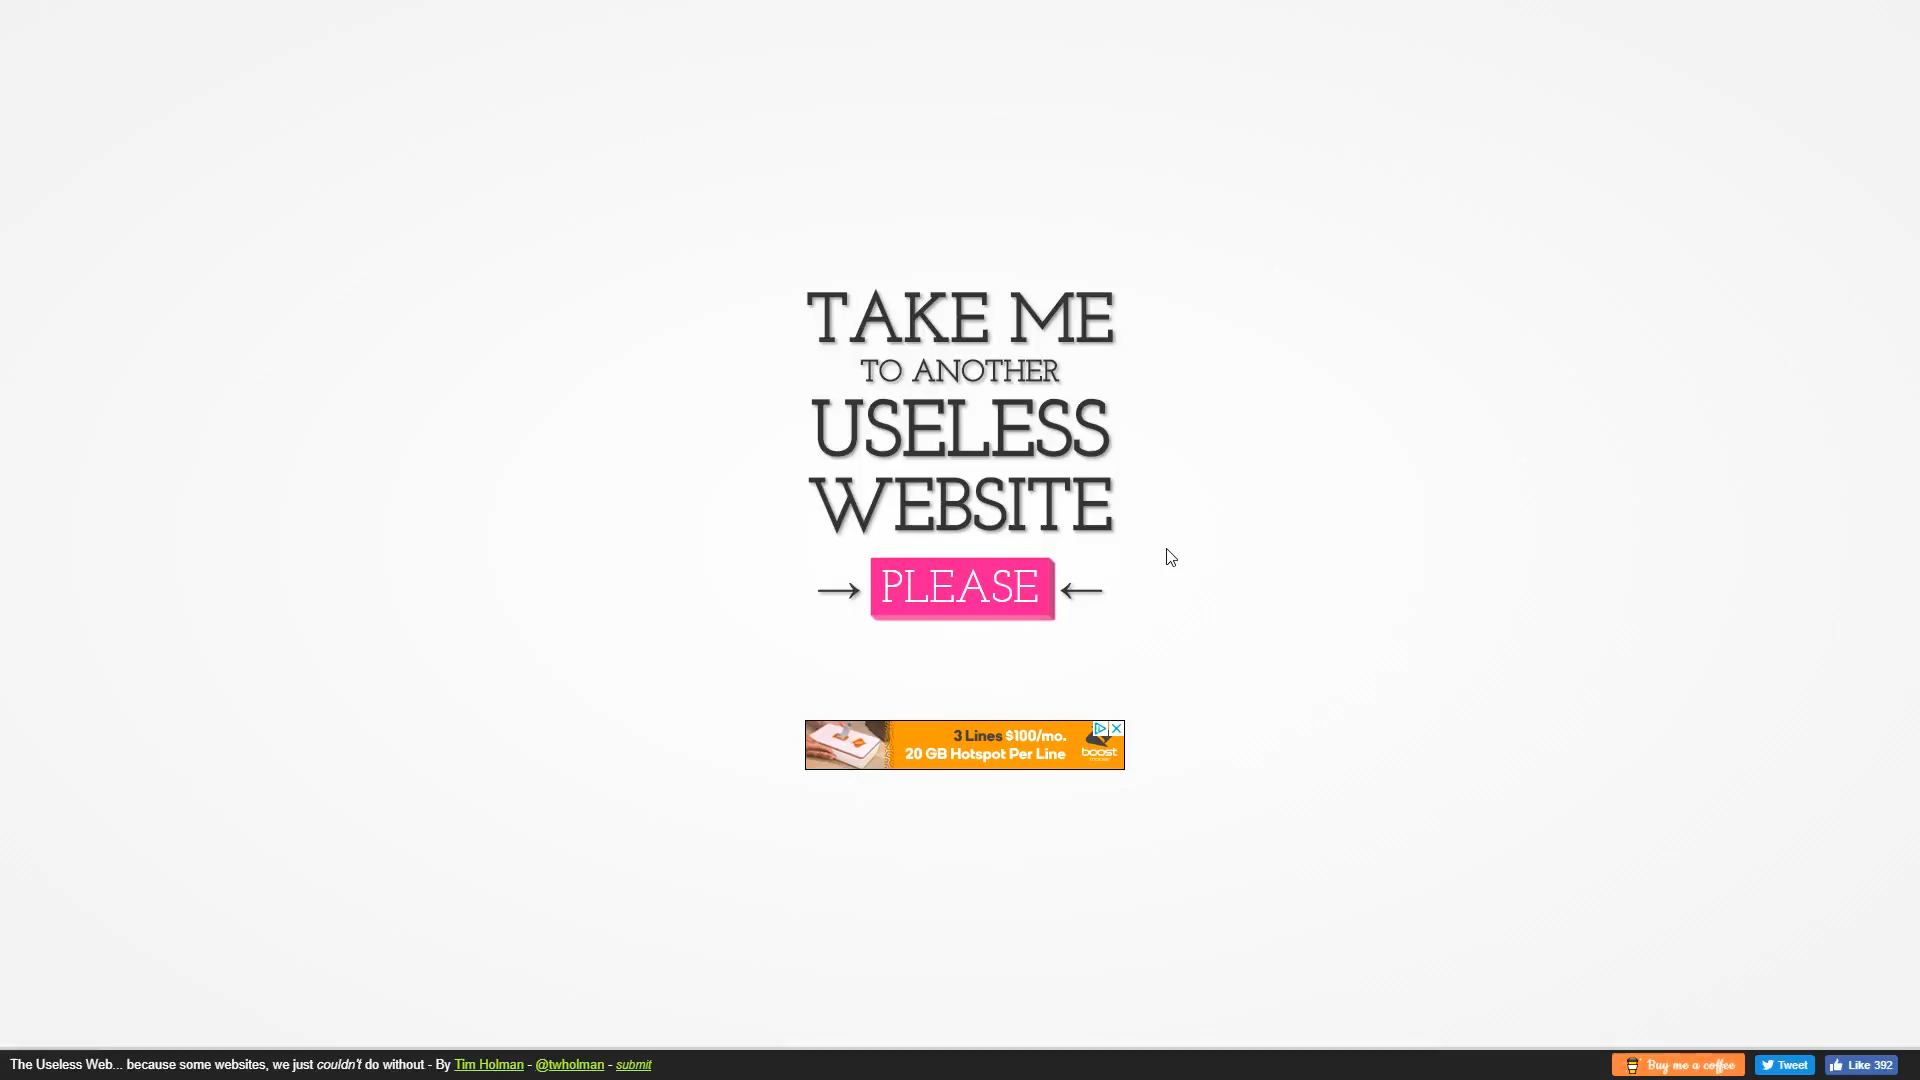 TAKE ME
TO ANOTHER
USELESS
WEBSITE
→ PLEASE ←
3 Lines $100/mo.
20 GB Hotspot Per Line
boost
mobile
The Useless Web... because some websites, we just couldn't do without - By Tim Holman - @twholman - submit
Buy me a coffee
Tweet
Like 392